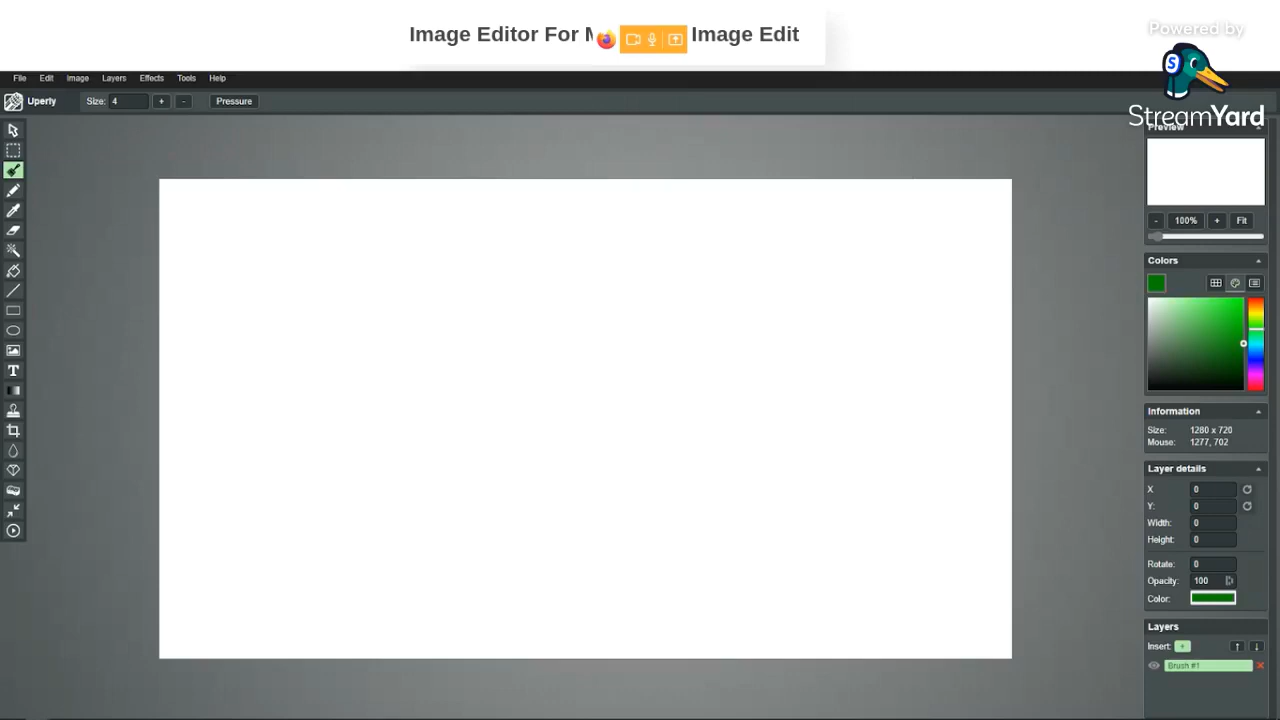 Image Editor For M Image Edit
Powered by
StreamYard
File Edit Image Layers Effects Tools Help
Uperly Size: 4 + - Pressure
Preview
- 100% + Fit
Colors
Information
Size: 1280 x 720
Mouse: 1277, 702
Layer details
X 0
Y: 0
Width: 0
Height: 0
Rotate: 0
Opacity: 100
Color:
Layers
Insert: + ↑ ↓
Brush #1